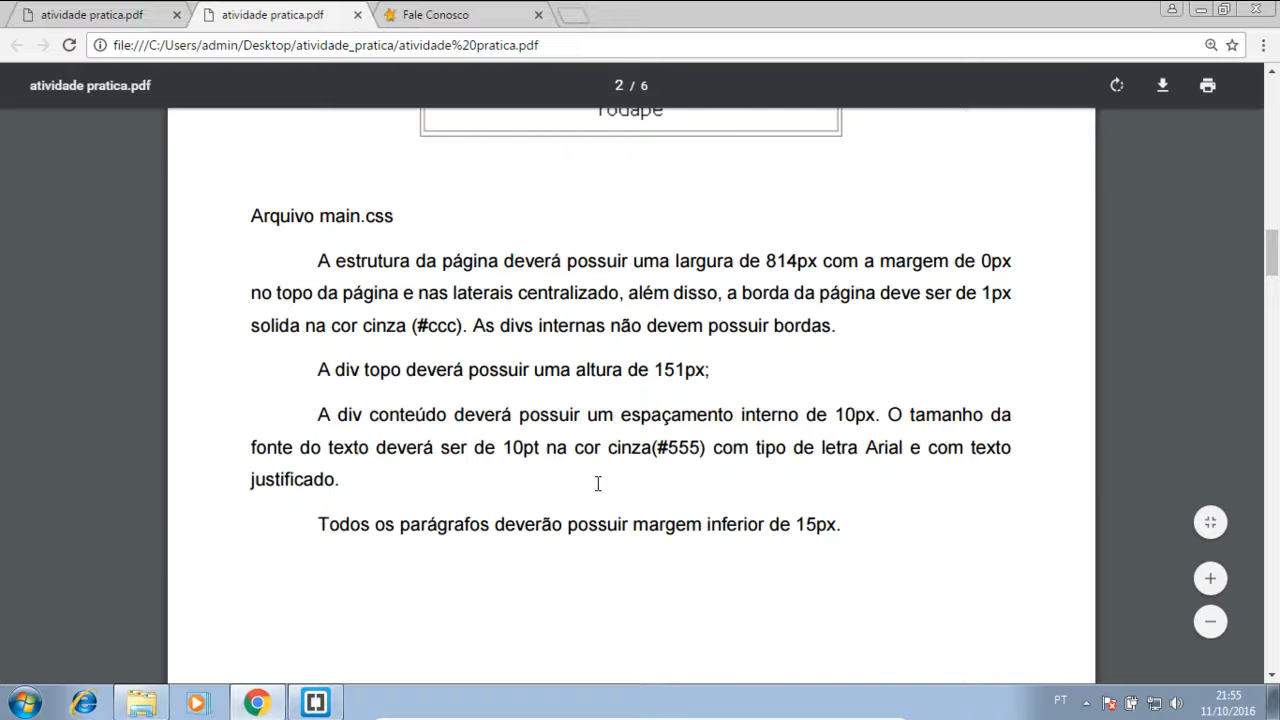 atividade pratica.pdf
atividade pratica.pdf
Fale Conosco
file:///C:/Users/admin/Desktop/atividade_pratica/atividade%20pratica.pdf
atividade pratica.pdf
2 / 6
rodapé
Arquivo main.css
A estrutura da página deverá possuir uma largura de 814px com a margem de 0px
no topo da página e nas laterais centralizado, além disso, a borda da página deve ser de 1px
solida na cor cinza (#ccc). As divs internas não devem possuir bordas.
A div topo deverá possuir uma altura de 151px;
A div conteúdo deverá possuir um espaçamento interno de 10px. O tamanho da
fonte do texto deverá ser de 10pt na cor cinza(#555) com tipo de letra Arial e com texto
justificado.
Todos os parágrafos deverão possuir margem inferior de 15px.
PT
21:55
11/10/2016